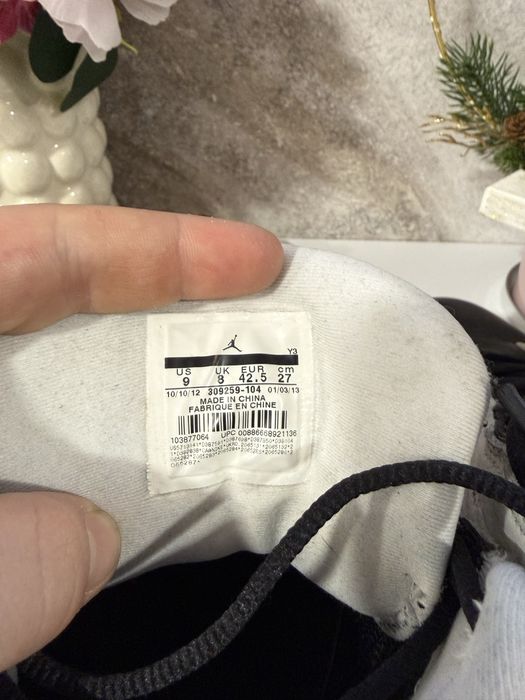 Y3
US UK EUR cm
9 8 42.5 27
10/10/12 309259-104 01/03/13
MADE IN CHINA
FABRIQUE EN CHINE
103877064 UPC 00886668921136
065287*